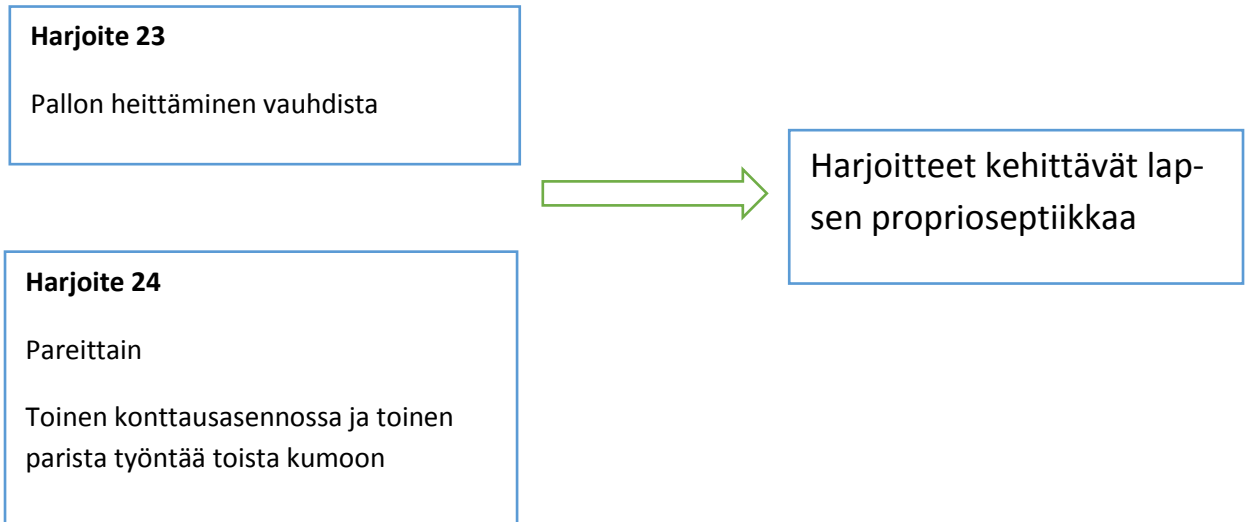 Harjoite 23
Pallon heittäminen vauhdista
Harjoitteet kehittävät lap-
sen proprioseptiikkaa
Harjoite 24
Pareittain
Toinen konttausasennossa ja toinen
parista työntää toista kumoon